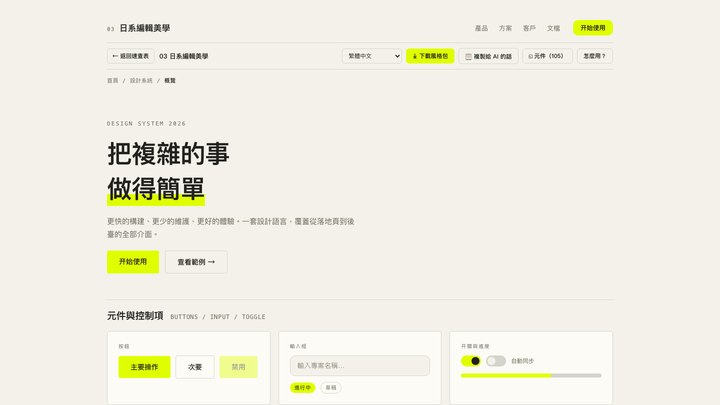 03 日系編輯美學
產品 方案 客戶 文檔 开始使用
← 返回速查表 03 日系編輯美學 繁體中文 下載風格包 複製給 AI 的話 元件（105） 怎麼用？
首頁 / 設計系統 / 概覽
DESIGN SYSTEM 2026
把複雜的事
做得簡單
更快的構建、更少的維護、更好的體驗。一套設計語言，覆蓋從落地頁到後
臺的全部介面。
开始使用 查看範例 →
元件與控制項 BUTTONS / INPUT / TOGGLE
按鈕
主要操作 次要 禁用
輸入框
輸入專案名稱…
進行中 草稿
開關與進度
自動同步